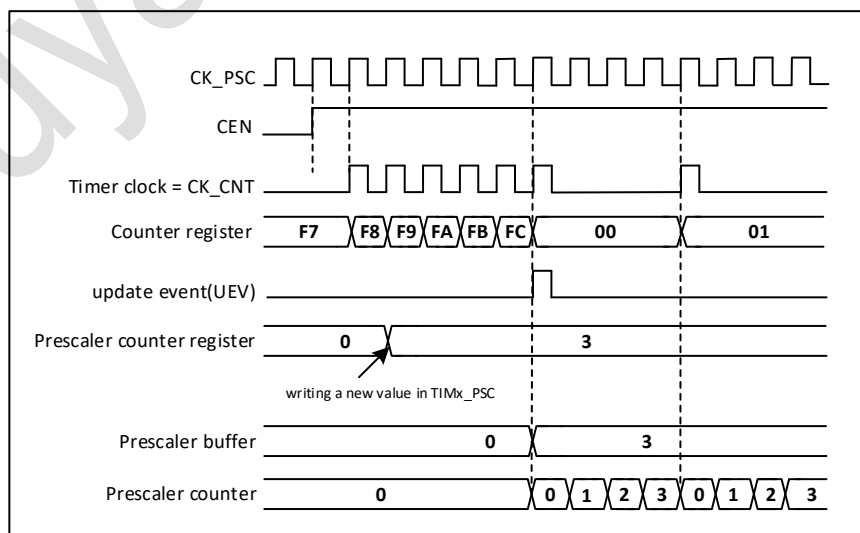 CK_PSC
CEN
Timer clock = CK_CNT
Counter register F7 F8 F9 FA FB FC 00 01
update event(UEV)
Prescaler counter register 0 3
writing a new value in TIMx_PSC
Prescaler buffer 0 3
Prescaler counter 0 0 1 2 3 0 1 2 3